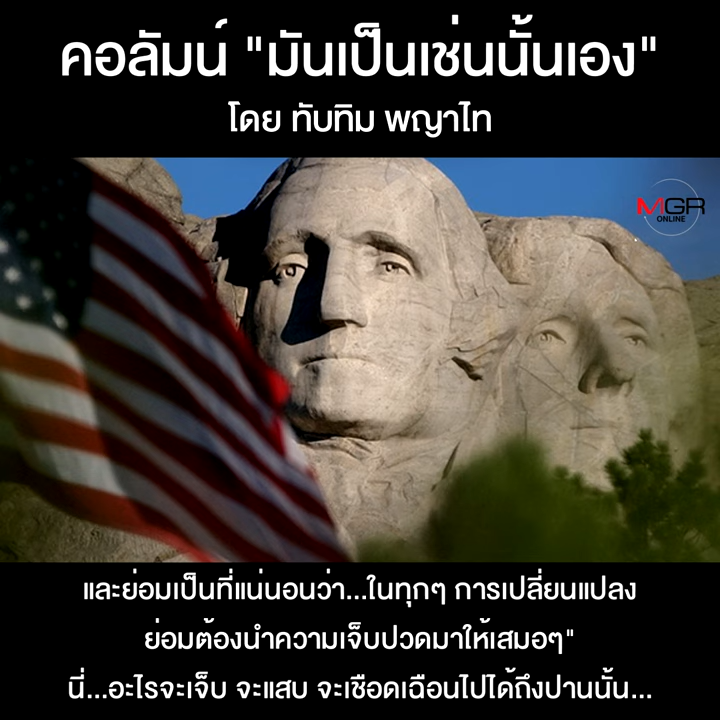 คอลัมน์ "มันเป็นเช่นนั้นเอง"
โดย ทับทิม พญาไท
MGR
ONLINE
และย่อมเป็นที่แน่นอนว่า...ในทุกๆ การเปลี่ยนแปลง
ย่อมต้องนำความเจ็บปวดมาให้เสมอๆ"
นี่...อะไรจะเจ็บ จะแสบ จะเชือดเฉือนไปได้ถึงปานนั้น...